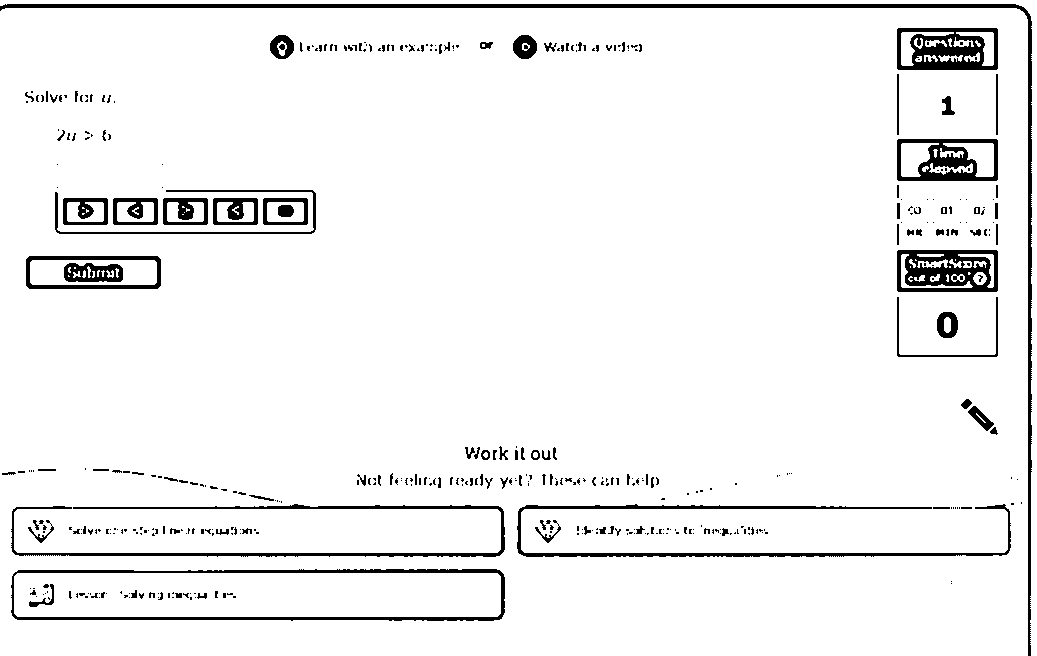 Learn with an example or Watch a video
Questions answered
1
Solve for u.
2u > 6
Time elapsed
00 01 02
HR MIN SEC
Submit
SmartScore
out of 100 ?
0
Work it out
Not feeling ready yet? These can help
Solve one-step linear equations
Identify solutions to inequalities
Lesson: Solving inequalities